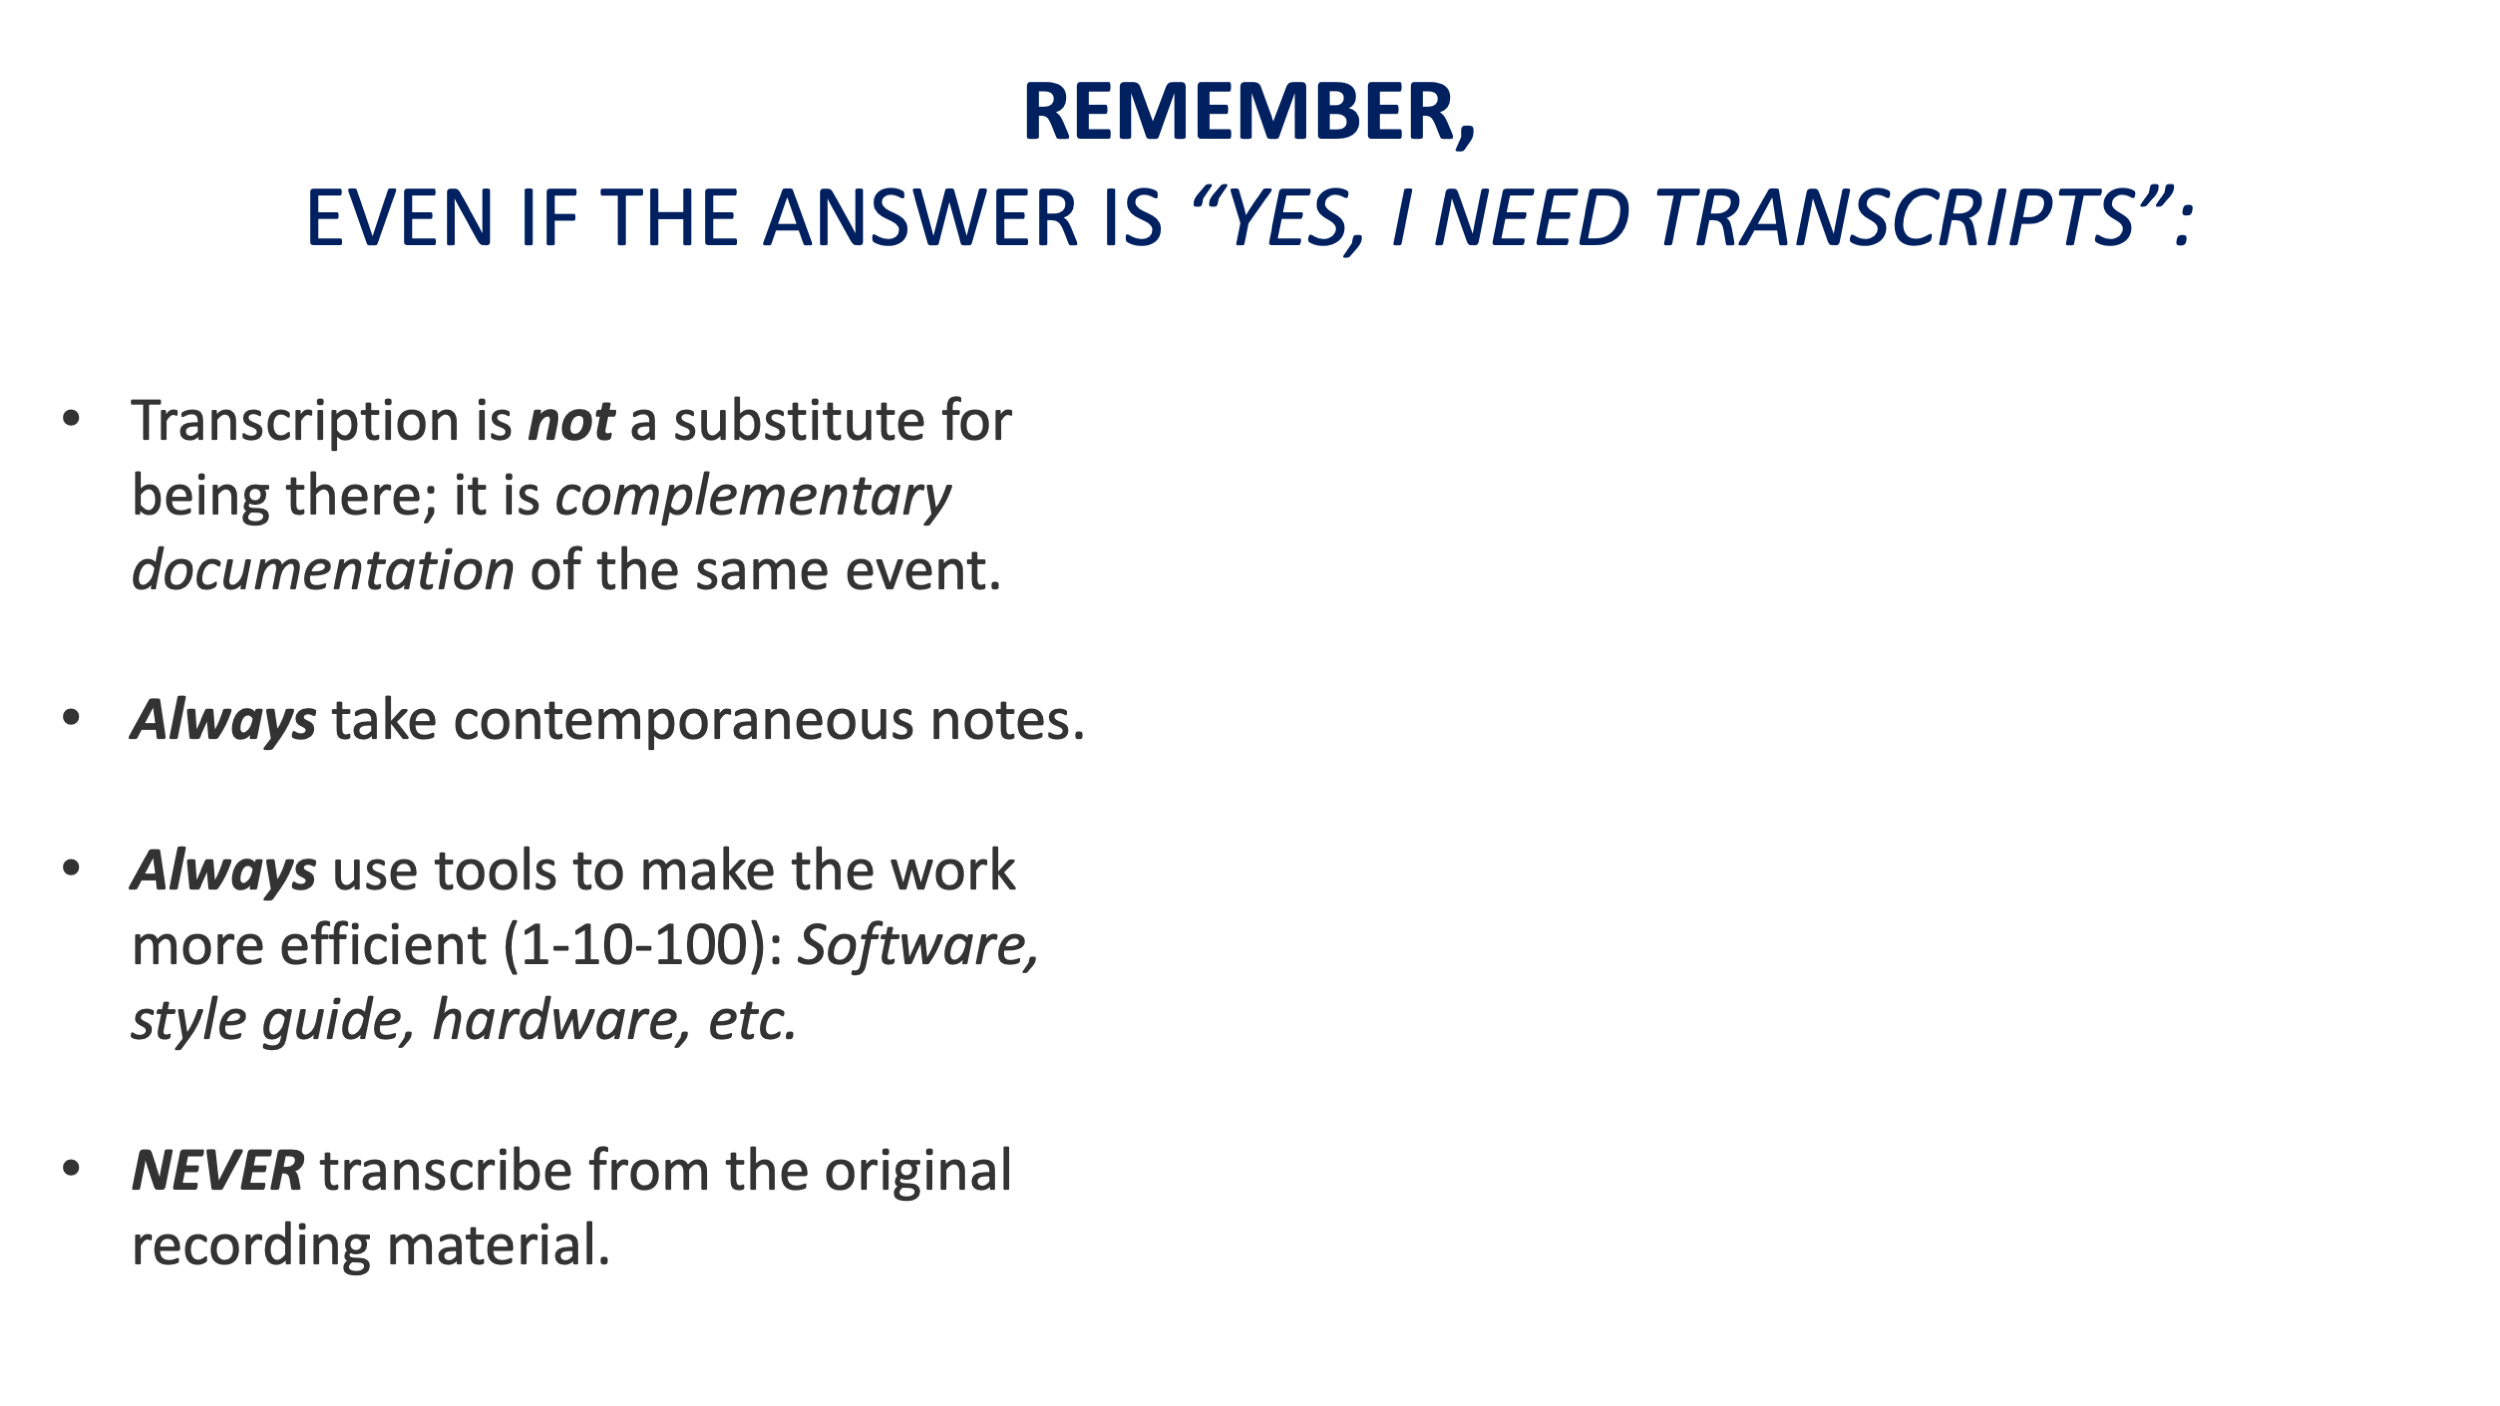 REMEMBER,
EVEN IF THE ANSWER IS “YES, I NEED TRANSCRIPTS”:
• Transcription is not a substitute for
being there; it is complementary
documentation of the same event.
• Always take contemporaneous notes.
• Always use tools to make the work
more efficient (1-10-100): Software,
style guide, hardware, etc.
• NEVER transcribe from the original
recording material.